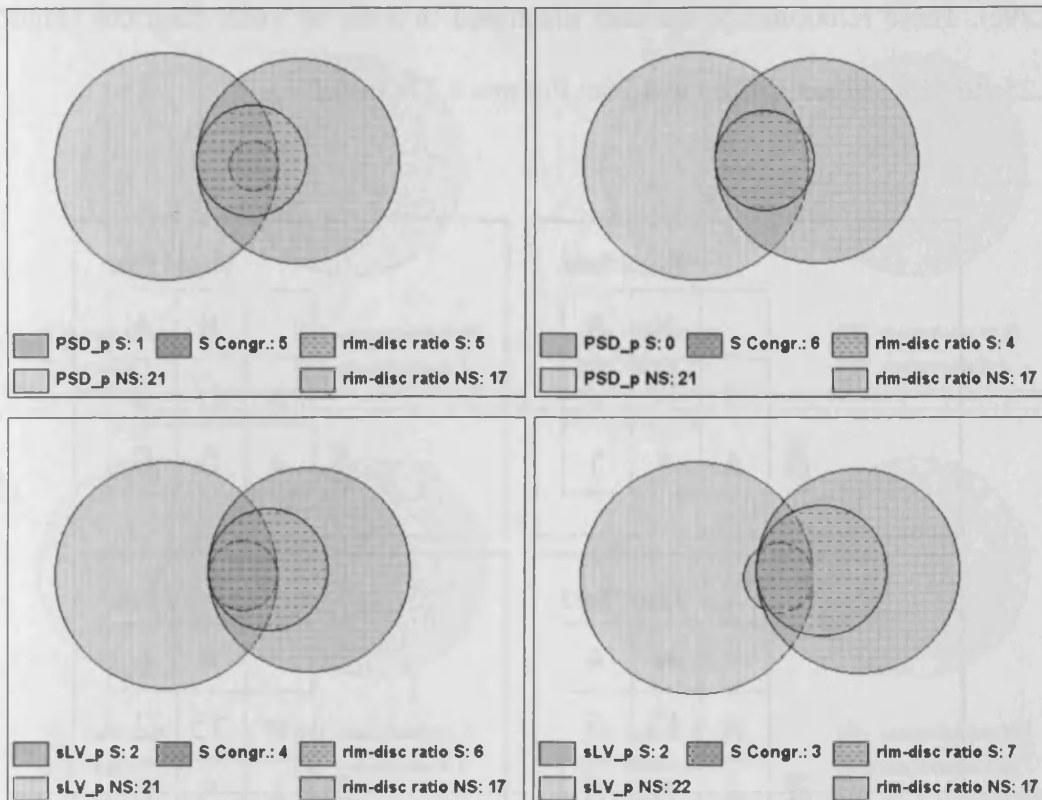 PSD_p S: 1 S Congr.: 5 rim-disc ratio S: 5
PSD_p NS: 21 rim-disc ratio NS: 17
PSD_p S: 0 S Congr.: 6 rim-disc ratio S: 4
PSD_p NS: 21 rim-disc ratio NS: 17
sLV_p S: 2 S Congr.: 4 rim-disc ratio S: 6
sLV_p NS: 21 rim-disc ratio NS: 17
sLV_p S: 2 S Congr.: 3 rim-disc ratio S: 7
sLV_p NS: 22 rim-disc ratio NS: 17